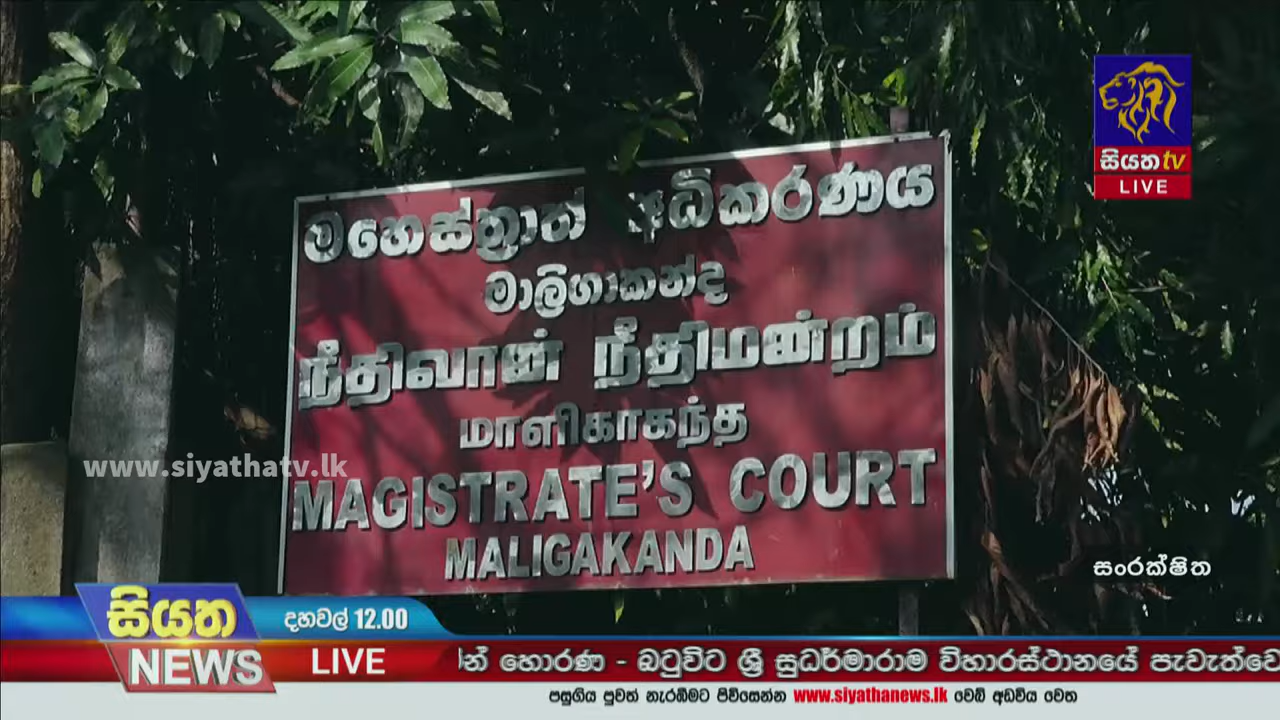 සියත tv
LIVE
මහෙස්ත්‍රාත් අධිකරණය
මාලිගාකන්ද
நீதிவான் நீதிமன்றம்
மாளிகாகந்த
MAGISTRATE'S COURT
MALIGAKANDA
www.siyathatv.lk
සංරක්ෂිත
සියත
NEWS
දහවල් 12.00
LIVE
හොරණ - බටුවිට ශ්‍රී සුධර්මාරාම විහාරස්ථානයේ
පසුගිය පුවත් නැරඹීමට පිවිසෙන්න www.siyathanews.lk වෙබ් අඩවිය වෙත